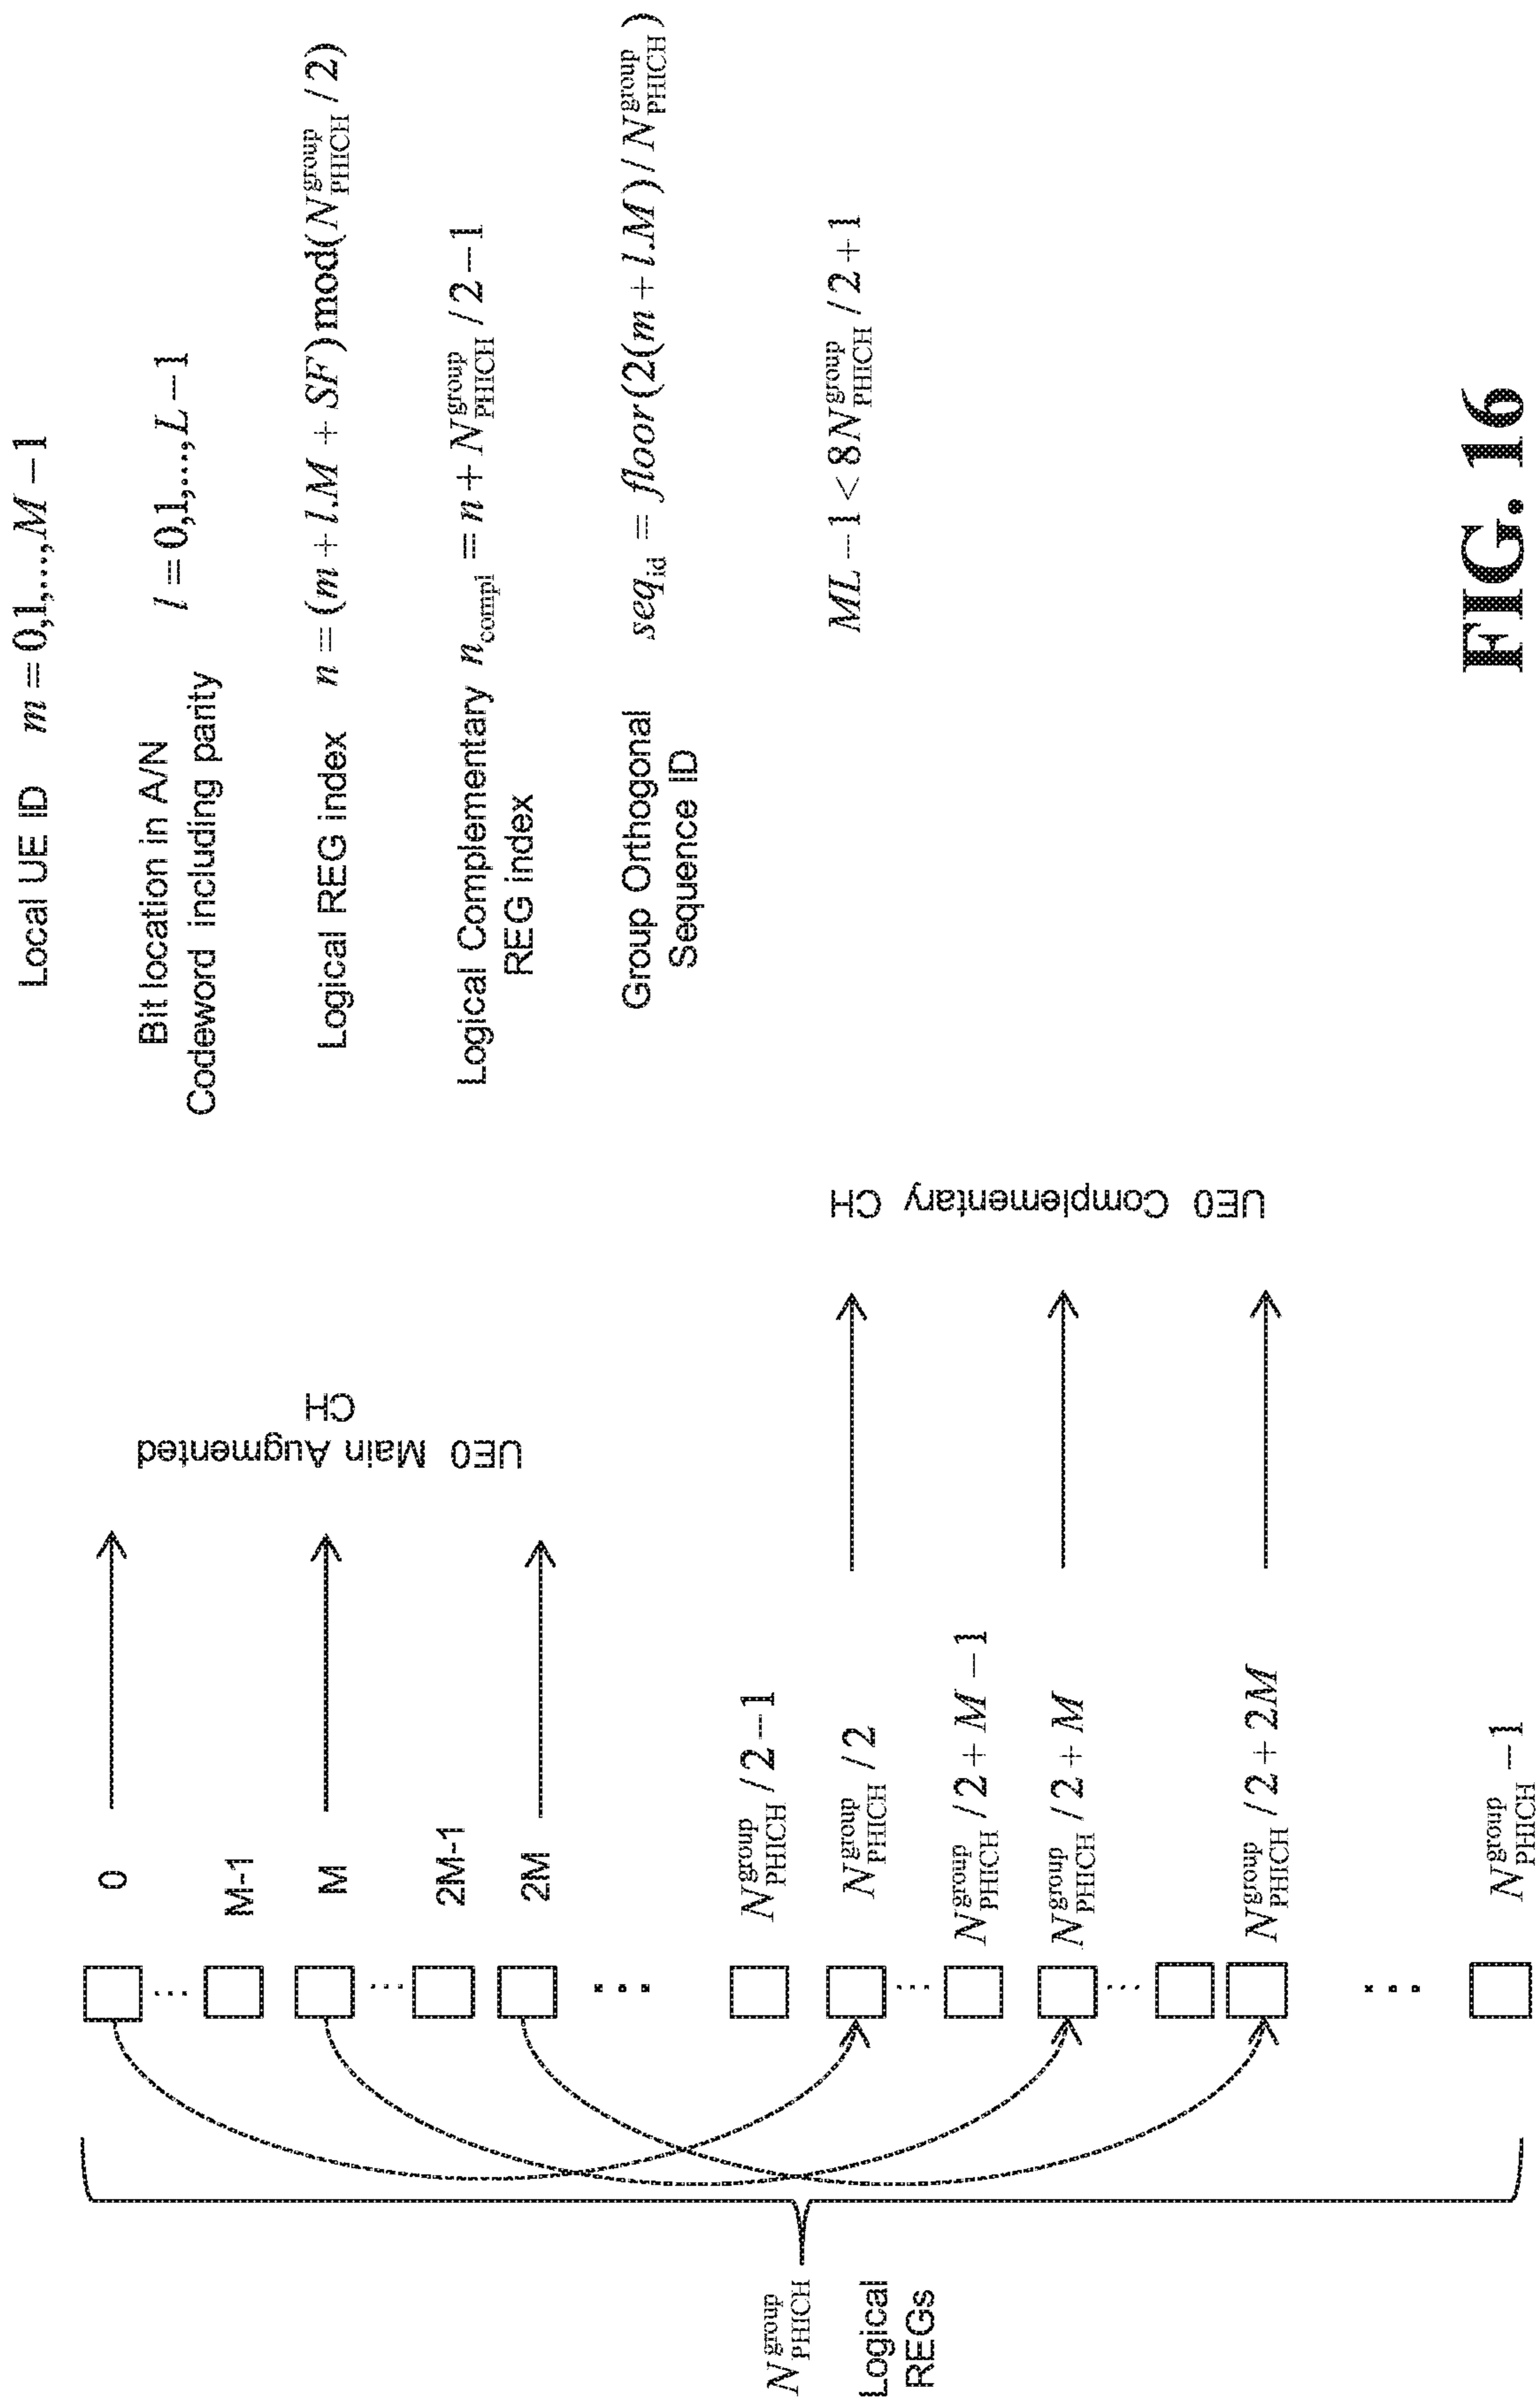 Local UE ID m = 0,1,...,M − 1
Bit location in A/N
Codeword including parity
l = 0,1,...,L − 1
Logical REG index n = (m + l.M + SF) mod(N_PHICH^group / 2)
Logical Complementary
REG index
n_compl = n + N_PHICH^group / 2 − 1
Group Orthogonal
Sequence ID
seq_id = floor(2(m + l.M) / N_PHICH^group)
ML − 1 < 8N_PHICH^group / 2 + 1
UE0 Main Augmented
CH
UE0 Complementary CH
0
M-1
M
2M-1
2M
N_PHICH^group / 2 − 1
N_PHICH^group / 2
N_PHICH^group / 2 + M − 1
N_PHICH^group / 2 + M
N_PHICH^group / 2 + 2M
N_PHICH^group − 1
N_PHICH^group
Logical
REGs
FIG. 16